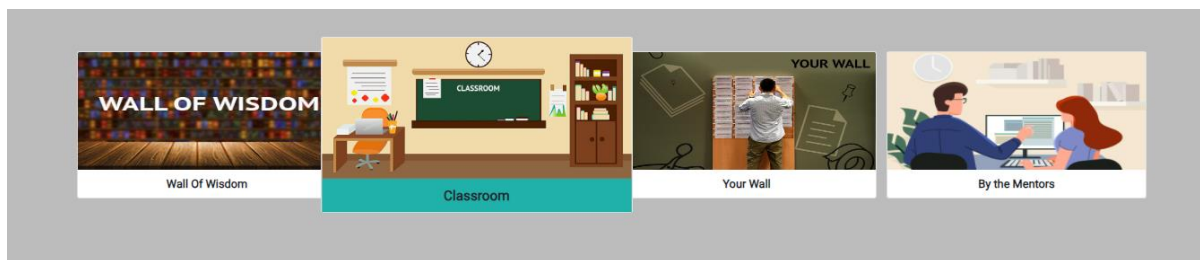 WALL OF WISDOM
Wall Of Wisdom
CLASSROOM
Classroom
YOUR WALL
Your Wall
By the Mentors